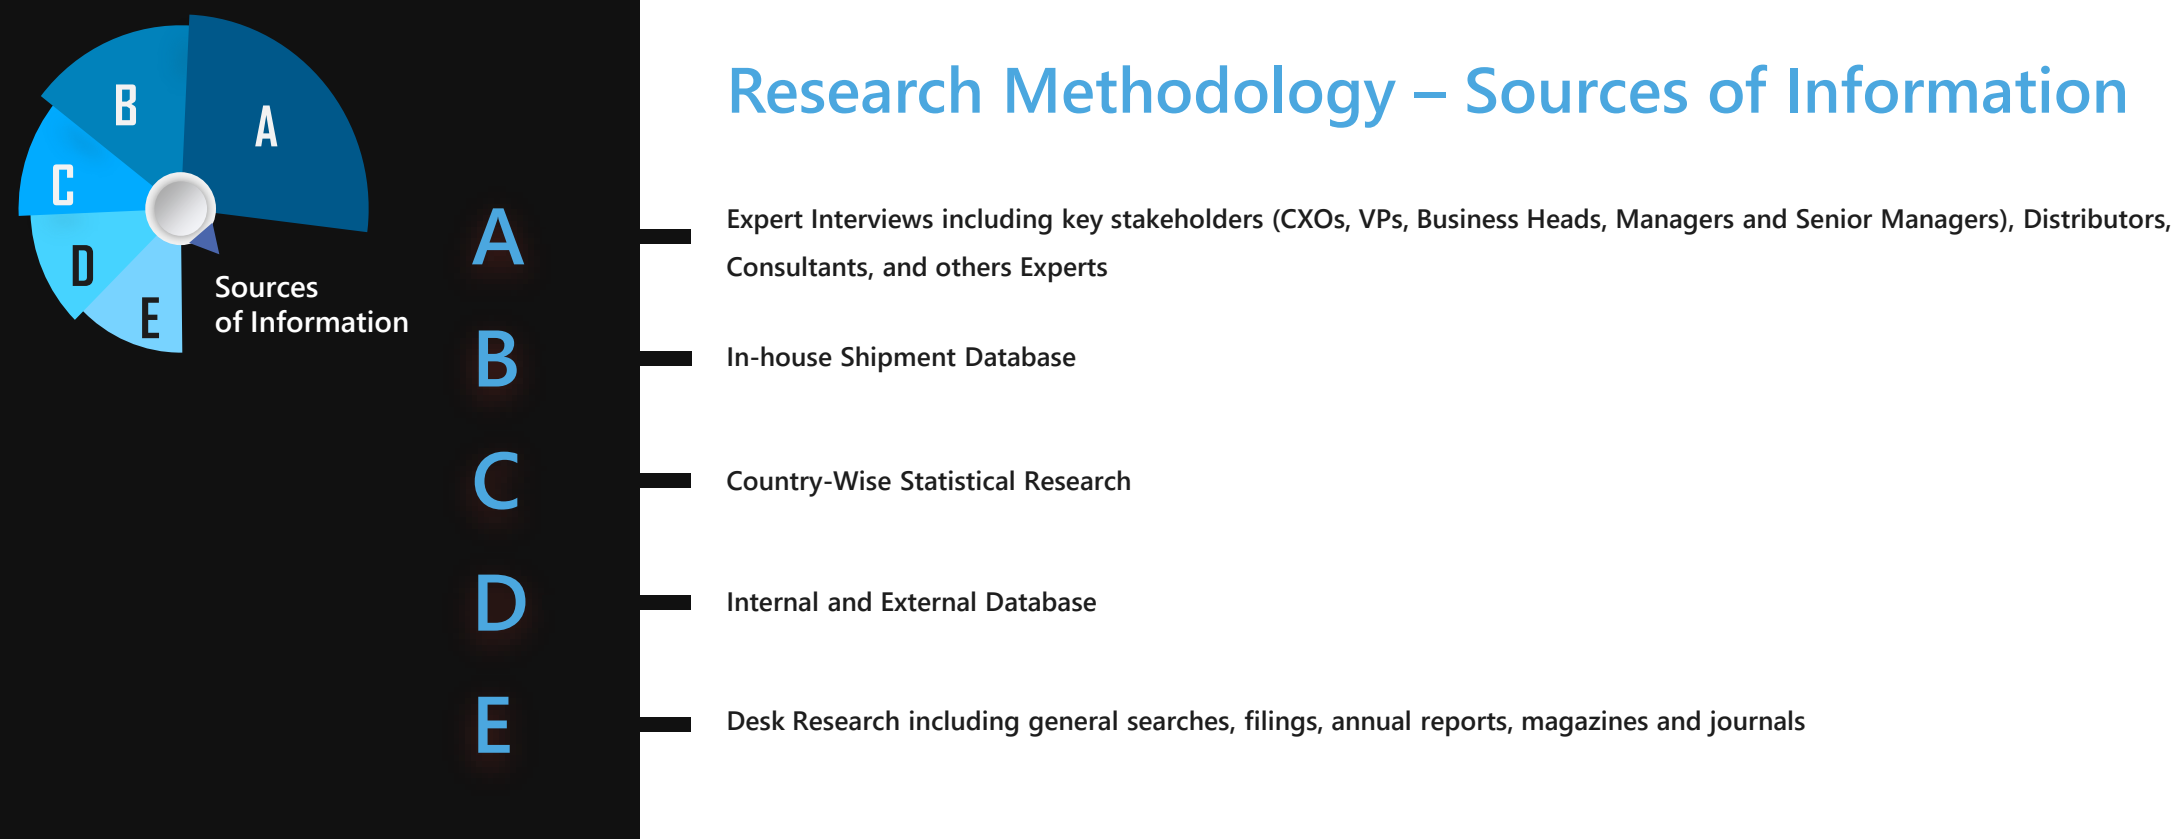 B
A
C
D
E
Sources
of Information
Research Methodology – Sources of Information
A
Expert Interviews including key stakeholders (CXOs, VPs, Business Heads, Managers and Senior Managers), Distributors,
Consultants, and others Experts
B
In-house Shipment Database
C
Country-Wise Statistical Research
D
Internal and External Database
E
Desk Research including general searches, filings, annual reports, magazines and journals